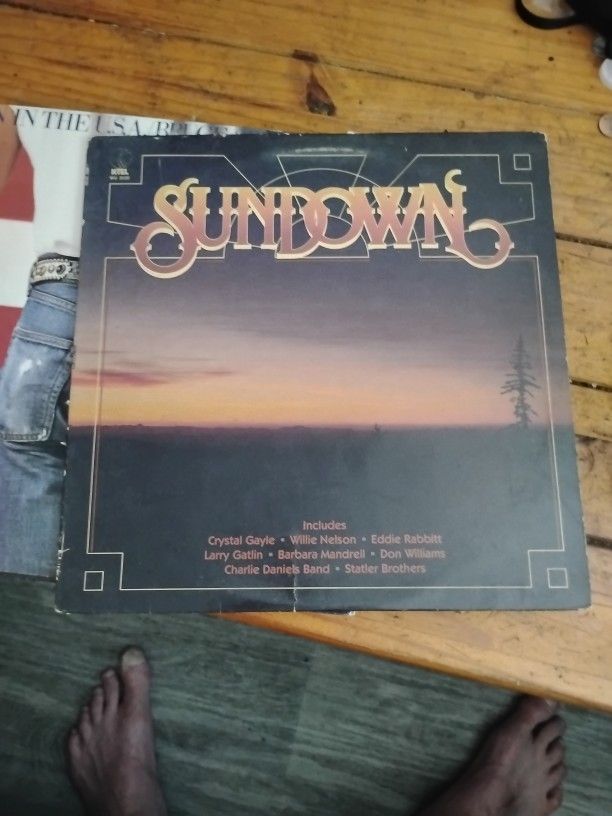 IN THE U.S.A.
K-TEL
SUNDOWN
Includes
Crystal Gayle • Willie Nelson • Eddie Rabbitt
Larry Gatlin • Barbara Mandrell • Don Williams
Charlie Daniels Band • Statler Brothers